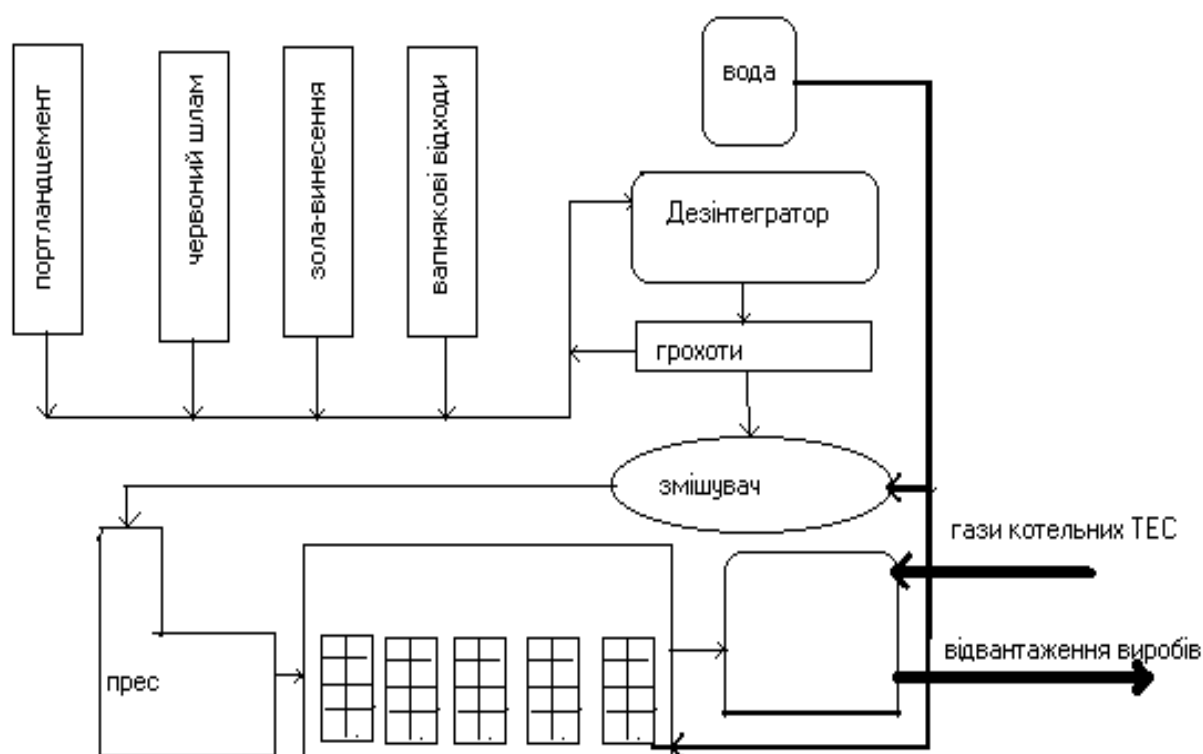 портландцемент
червоний шлам
зола-винесення
вапнякові відходи
вода
Дезінтегратор
грохоти
змішувач
гази котельних ТЕС
прес
відвантаження виробів